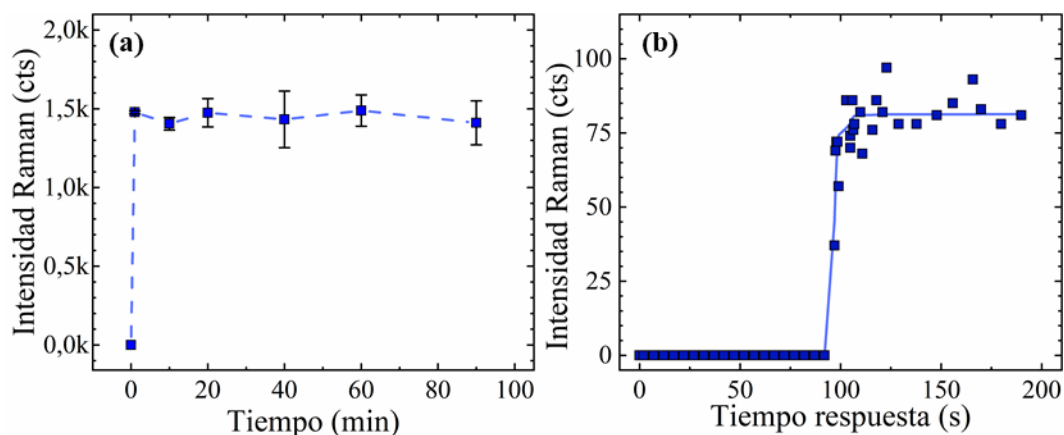 (a)
Intensidad Raman (cts)
2,0k
1,5k
1,0k
0,5k
0,0k
0 20 40 60 80 100
Tiempo (min)
(b)
Intensidad Raman (cts)
100
75
50
25
0
0 50 100 150 200
Tiempo respuesta (s)